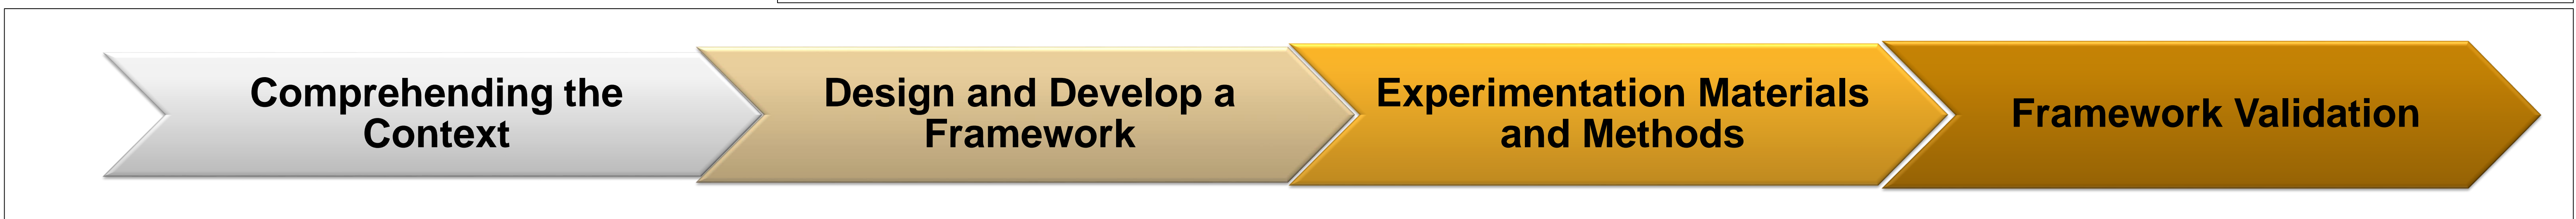 Comprehending the
Context
Design and Develop a
Framework
Experimentation Materials
and Methods
Framework Validation